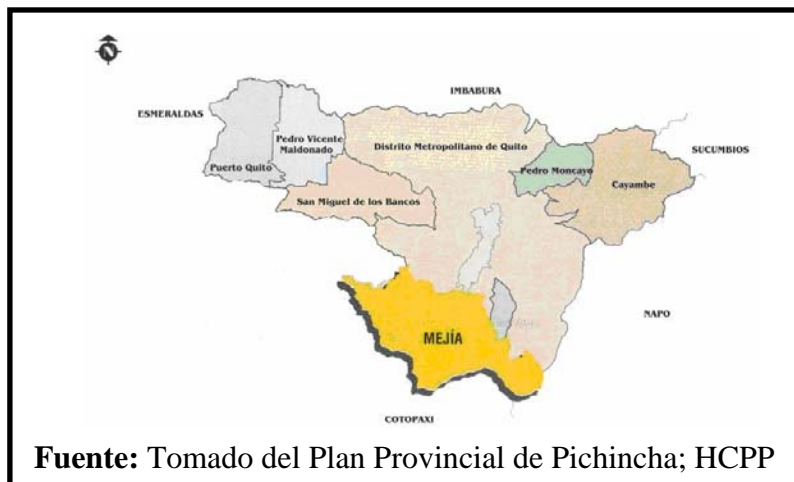 N
IMBABURA
ESMERALDAS
Pedro Vicente
Maldonado
Distrito Metropolitano de Quito
SUCUMBIOS
Puerto Quito
Pedro Moncayo
Cayambe
San Miguel de los Bancos
NAPO
MEJÍA
COTOPAXI
Fuente: Tomado del Plan Provincial de Pichincha; HCPP